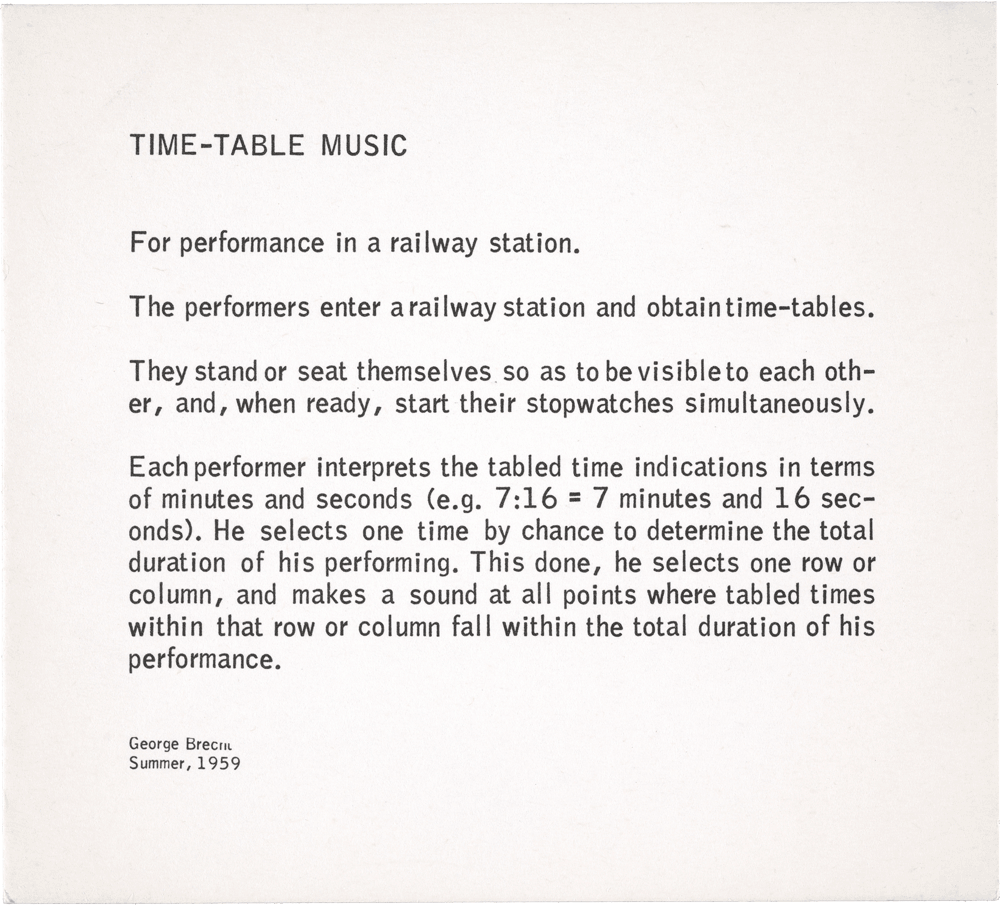 TIME-TABLE MUSIC
For performance in a railway station.
The performers enter a railway station and obtain time-tables.
They stand or seat themselves so as to be visible to each oth-
er, and, when ready, start their stopwatches simultaneously.
Each performer interprets the tabled time indications in terms
of minutes and seconds (e.g. 7:16 = 7 minutes and 16 sec-
onds). He selects one time by chance to determine the total
duration of his performing. This done, he selects one row or
column, and makes a sound at all points where tabled times
within that row or column fall within the total duration of his
performance.
George
Summer, 1959